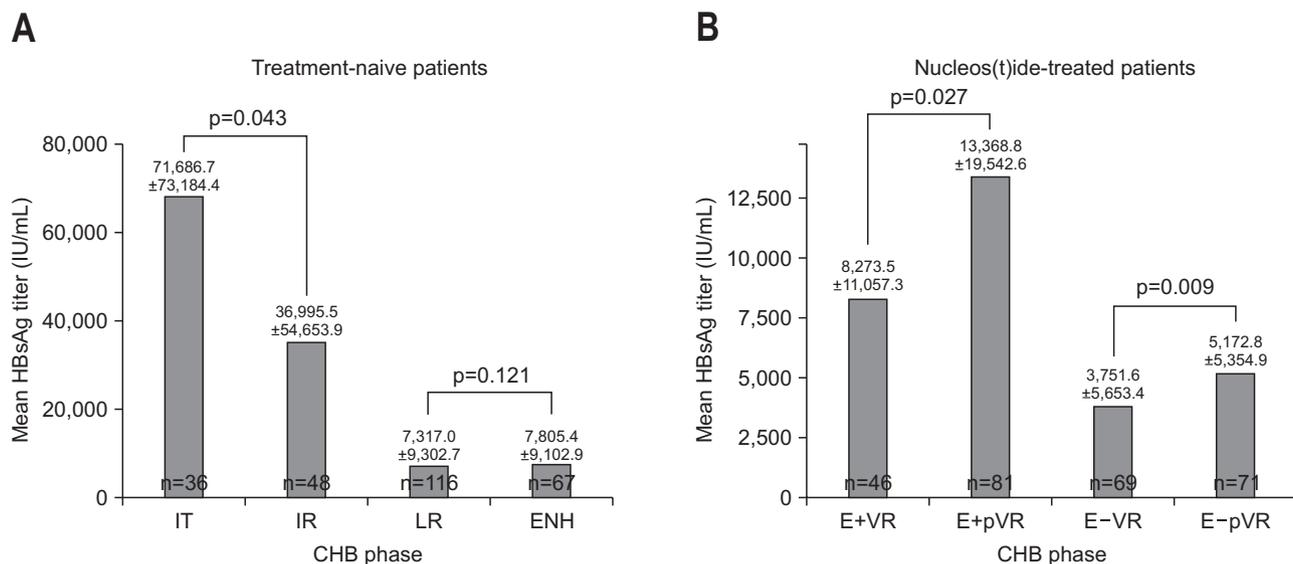 A
Treatment-naive patients
p=0.043
80,000
71,686.7
±73,184.4
60,000
40,000
36,995.5
±54,653.9
p=0.121
20,000
7,317.0
±9,302.7
7,805.4
±9,102.9
n=36
n=48
n=116
n=67
0
IT
IR
LR
ENH
CHB phase
Mean HBsAg titer (IU/mL)
B
Nucleos(t)ide-treated patients
p=0.027
13,368.8
±19,542.6
12,500
10,000
8,273.5
±11,057.3
p=0.009
7,500
5,172.8
±5,354.9
5,000
3,751.6
±5,653.4
2,500
n=46
n=81
n=69
n=71
0
E+VR
E+pVR
E−VR
E−pVR
CHB phase
Mean HBsAg titer (IU/mL)